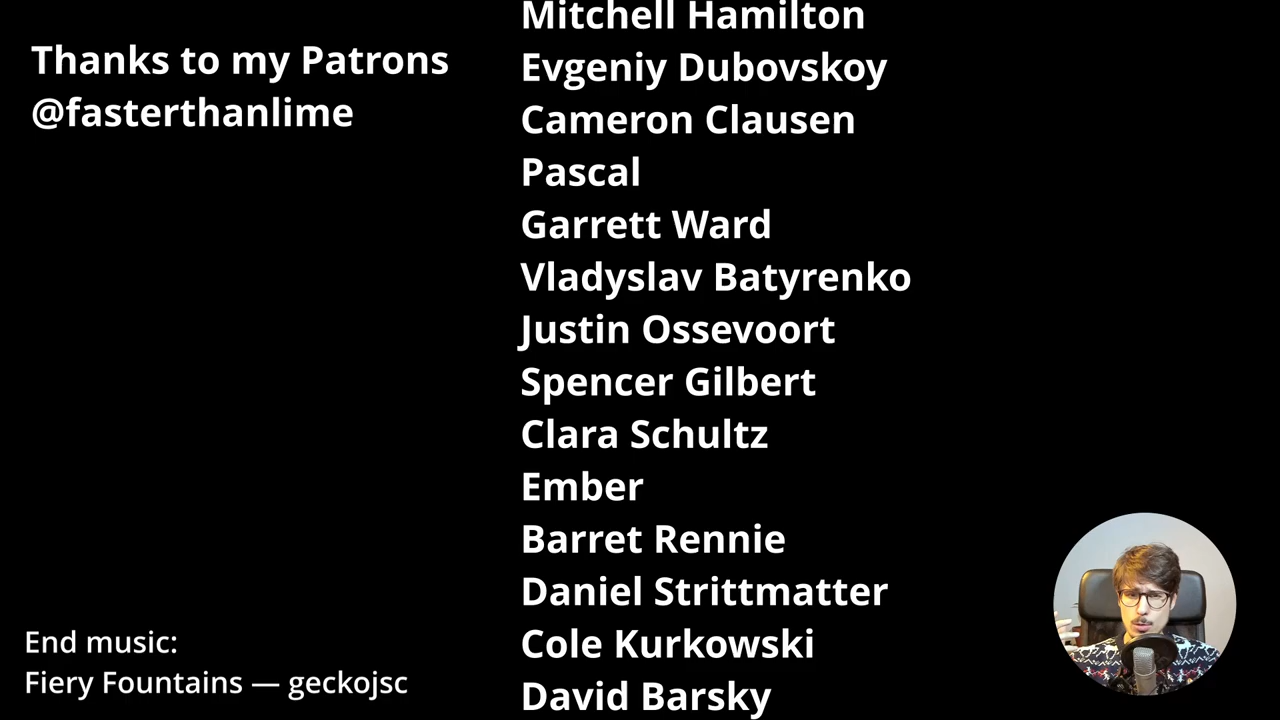 Thanks to my Patrons
@fasterthanlime
Mitchell Hamilton
Evgeniy Dubovskoy
Cameron Clausen
Pascal
Garrett Ward
Vladyslav Batyrenko
Justin Ossevoort
Spencer Gilbert
Clara Schultz
Ember
Barret Rennie
Daniel Strittmatter
Cole Kurkowski
David Barsky
End music:
Fiery Fountains — geckojsc